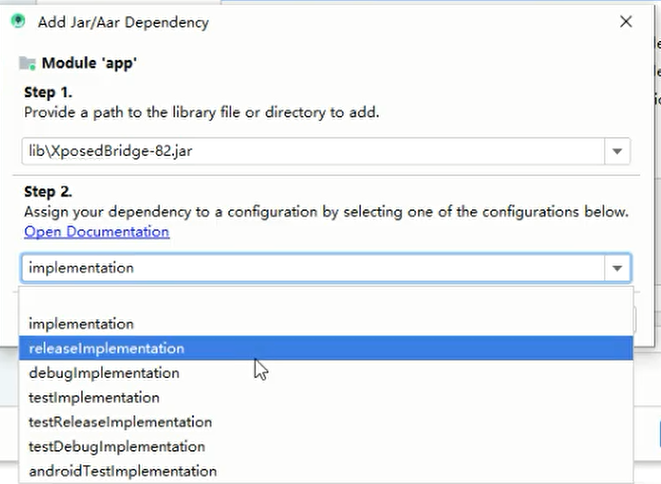 Add Jar/Aar Dependency
Module 'app'
Step 1.
Provide a path to the library file or directory to add.
lib\XposedBridge-82.jar
Step 2.
Assign your dependency to a configuration by selecting one of the configurations below.
Open Documentation
implementation
implementation
releaseImplementation
debugImplementation
testImplementation
testReleaseImplementation
testDebugImplementation
androidTestImplementation